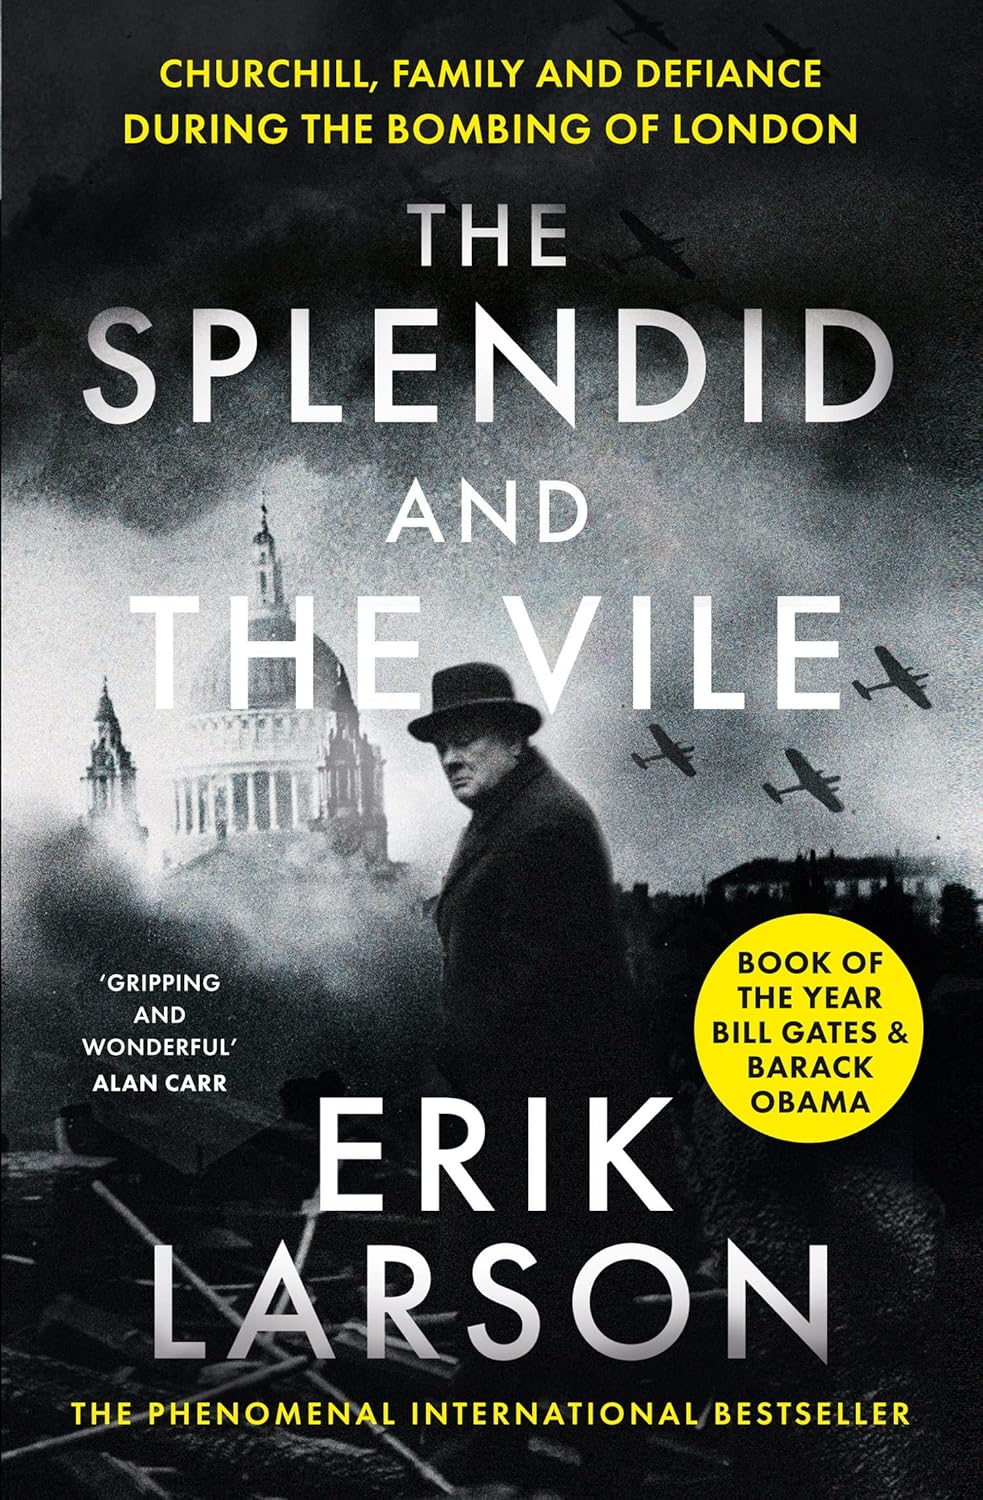 CHURCHILL, FAMILY AND DEFIANCE
DURING THE BOMBING OF LONDON
THE
SPLENDID
AND
THE VILE
‘GRIPPING
AND
WONDERFUL’
ALAN CARR
BOOK OF
THE YEAR
BILL GATES &
BARACK
OBAMA
ERIK
LARSON
THE PHENOMENAL INTERNATIONAL BESTSELLER